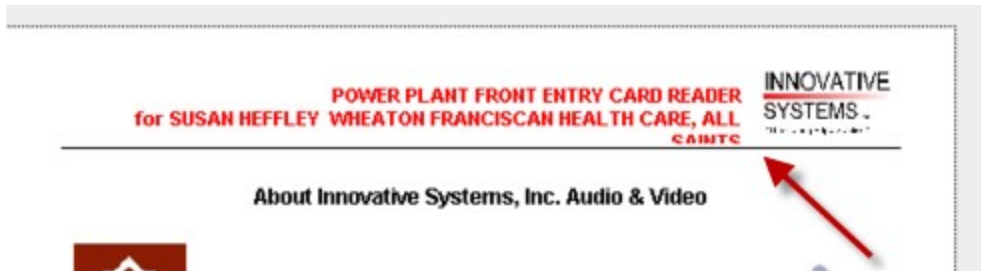 POWER PLANT FRONT ENTRY CARD READER
for SUSAN HEFFLEY WHEATON FRANCISCAN HEALTH CARE, ALL
SAINTS
INNOVATIVE
SYSTEMS
About Innovative Systems, Inc. Audio & Video